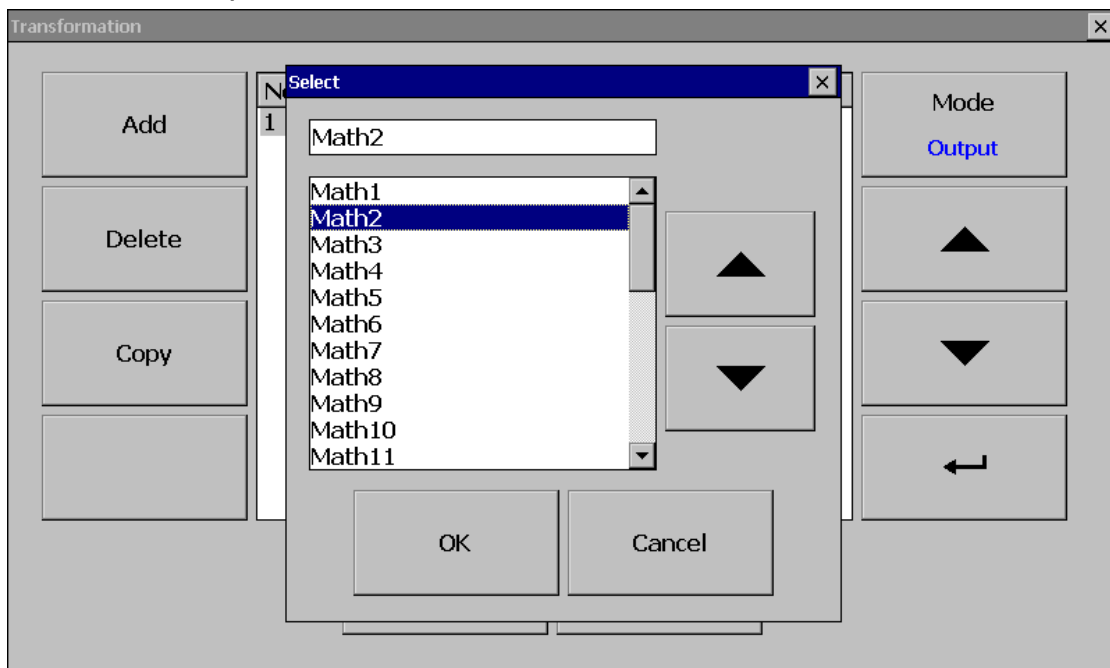 Transformation
Add
Delete
Copy
1
Select
Math2
Math1
Math2
Math3
Math4
Math5
Math6
Math7
Math8
Math9
Math10
Math11
OK
Cancel
Mode
Output